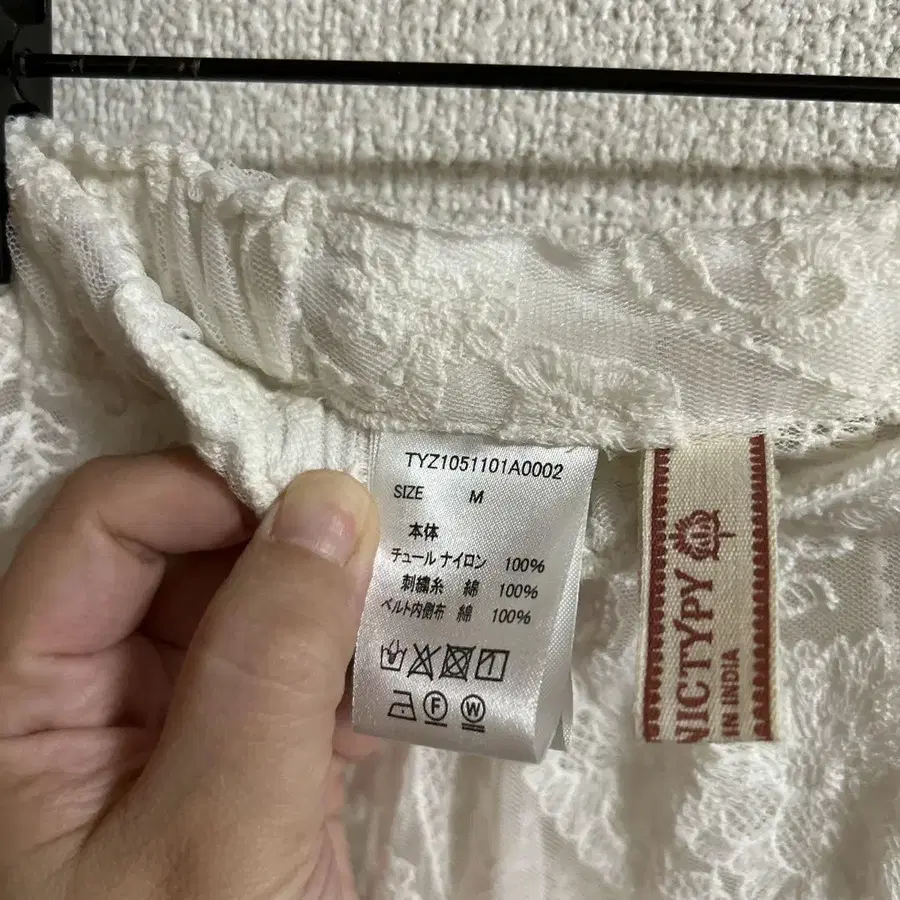 TYZ1051101A0002
SIZE M
本体
チュール ナイロン 100%
刺繍糸 綿 100%
ベルト内側布 綿 100%
F
W
NICTYPY
IN INDIA